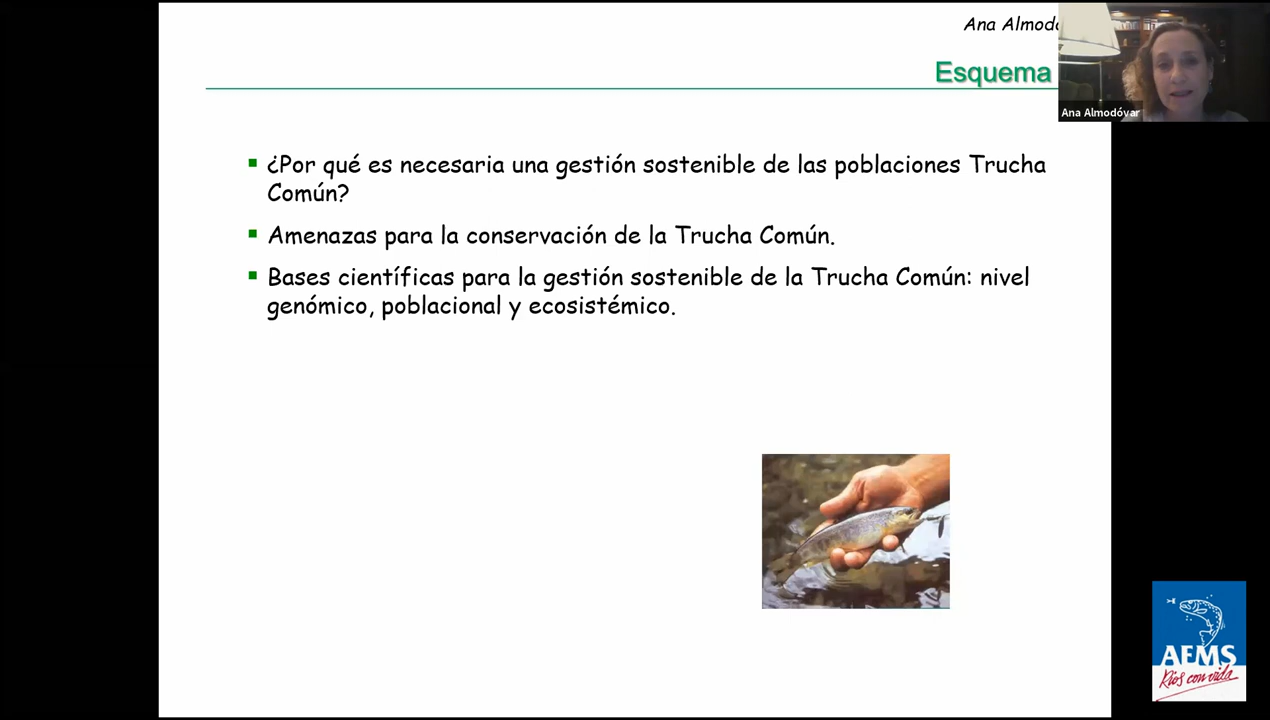 Ana Almodó
Esquema
Ana Almodóvar
¿Por qué es necesaria una gestión sostenible de las poblaciones Trucha
Común?
Amenazas para la conservación de la Trucha Común.
Bases científicas para la gestión sostenible de la Trucha Común: nivel
genómico, poblacional y ecosistémico.
AEMS
Ríos con vida